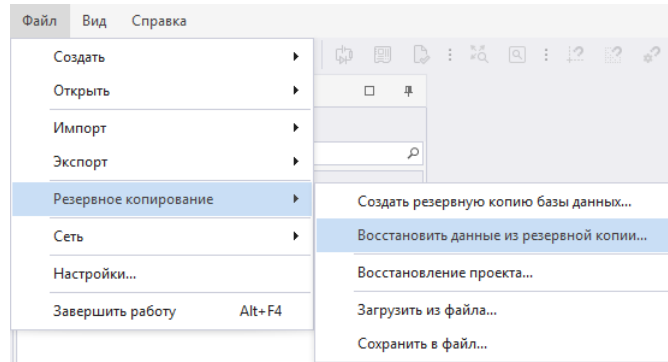 Файл Вид Справка
Создать
Открыть
Импорт
Экспорт
Резервное копирование
Сеть
Настройки...
Завершить работу Alt+F4
Создать резервную копию базы данных...
Восстановить данные из резервной копии...
Восстановление проекта...
Загрузить из файла...
Сохранить в файл...